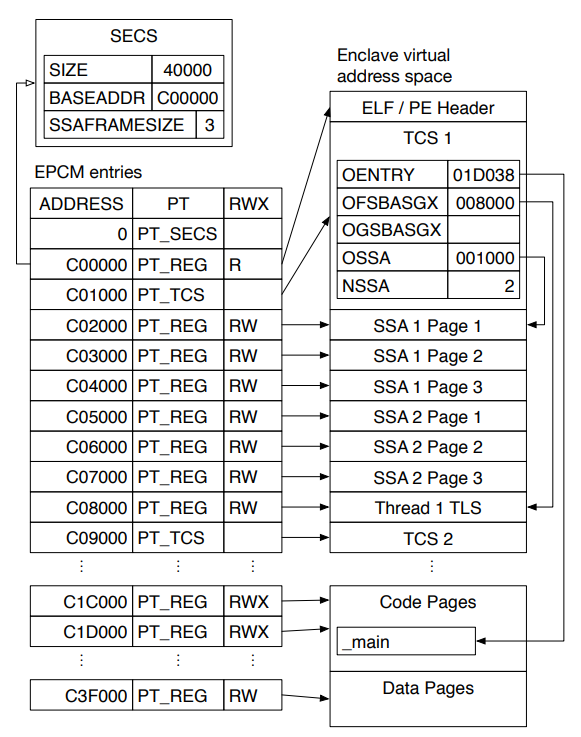 SECS
SIZE 40000
BASEADDR C00000
SSAFRAMESIZE 3
EPCM entries
ADDRESS PT RWX
0 PT_SECS
C00000 PT_REG R
C01000 PT_TCS
C02000 PT_REG RW
C03000 PT_REG RW
C04000 PT_REG RW
C05000 PT_REG RW
C06000 PT_REG RW
C07000 PT_REG RW
C08000 PT_REG RW
C09000 PT_TCS
⋮ ⋮ ⋮
C1C000 PT_REG RWX
C1D000 PT_REG RWX
⋮ ⋮ ⋮
C3F000 PT_REG RW
Enclave virtual
address space
ELF / PE Header
TCS 1
OENTRY 01D038
OFSBASGX 008000
OGSBASGX
OSSA 001000
NSSA 2
SSA 1 Page 1
SSA 1 Page 2
SSA 1 Page 3
SSA 2 Page 1
SSA 2 Page 2
SSA 2 Page 3
Thread 1 TLS
TCS 2
⋮
Code Pages
_main
Data Pages